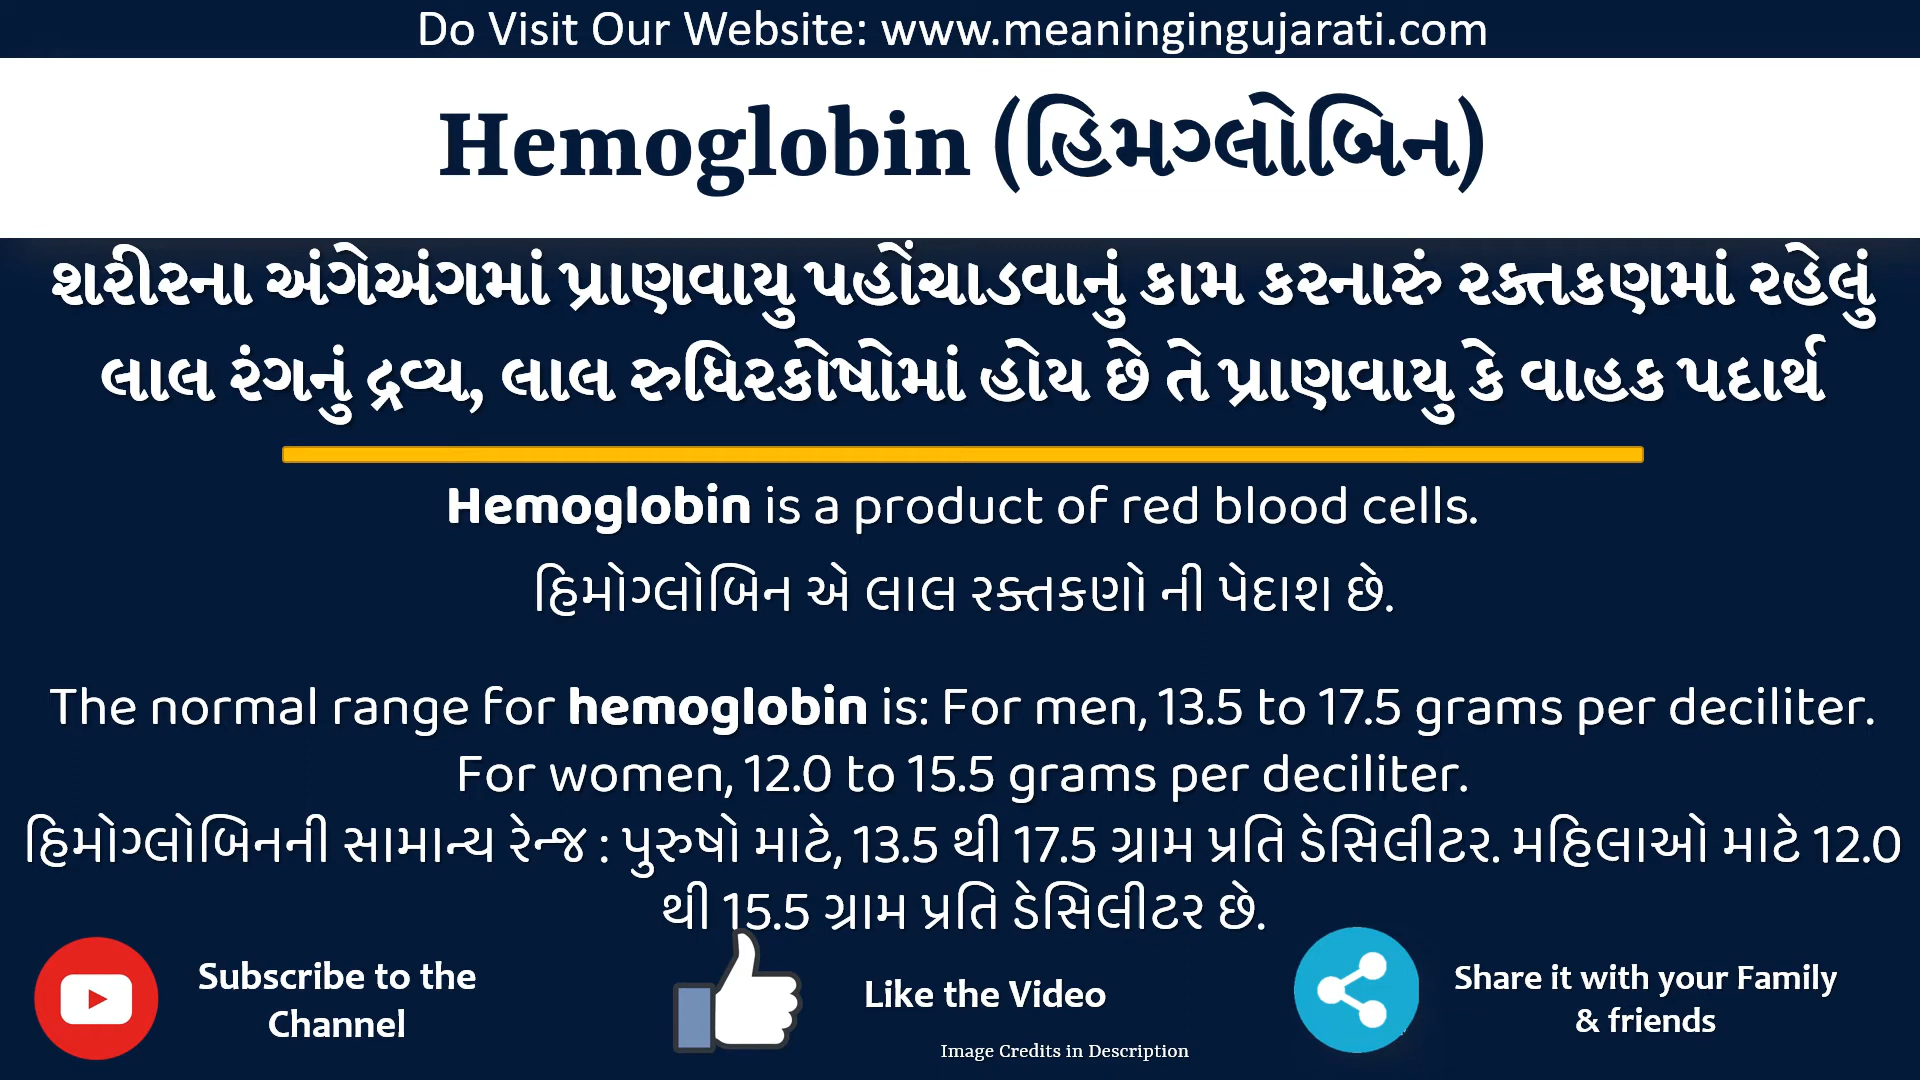 Do Visit Our Website: www.meaningingujarati.com
Hemoglobin (હિમગ્લોબિન)
શરીરના અંગેઅંગમાં પ્રાણવાયુ પહોંચાડવાનું કામ કરનારું રક્તકણમાં રહેલું
લાલ રંગનું દ્રવ્ય, લાલ રુધિરકોષોમાં હોય છે તે પ્રાણવાયુ કે વાહક પદાર્થ
Hemoglobin is a product of red blood cells.
હિમોગ્લોબિન એ લાલ રક્તકણો ની પેદાશ છે.
The normal range for hemoglobin is: For men, 13.5 to 17.5 grams per deciliter.
For women, 12.0 to 15.5 grams per deciliter.
હિમોગ્લોબિનની સામાન્ય રેન્જ : પુરુષો માટે, 13.5 થી 17.5 ગ્રામ પ્રતિ ડેસિલીટર. મહિલાઓ માટે 12.0
થી 15.5 ગ્રામ પ્રતિ ડેસિલીટર છે.
Subscribe to the
Channel
Like the Video
Share it with your Family
& friends
Image Credits in Description